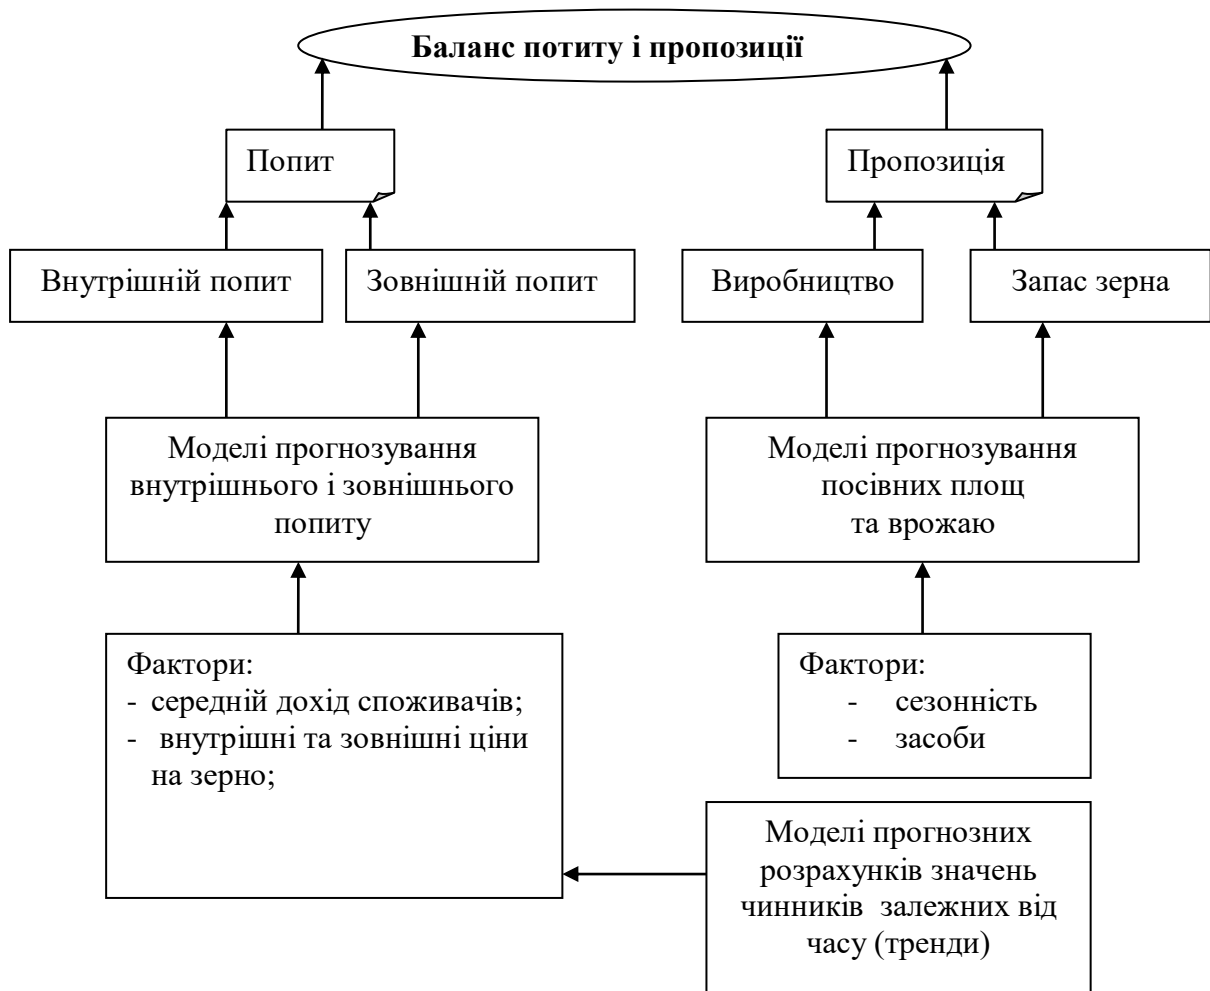 Баланс потиту і пропозиції
Попит
Пропозиція
Внутрішній попит
Зовнішній попит
Виробництво
Запас зерна
Моделі прогнозування
внутрішнього і зовнішнього
попиту
Моделі прогнозування
посівних площ
та врожаю
Фактори:
- середній дохід споживачів;
- внутрішні та зовнішні ціни
на зерно;
Фактори:
- сезонність
- засоби
Моделі прогнозних
розрахунків значень
чинників залежних від
часу (тренди)